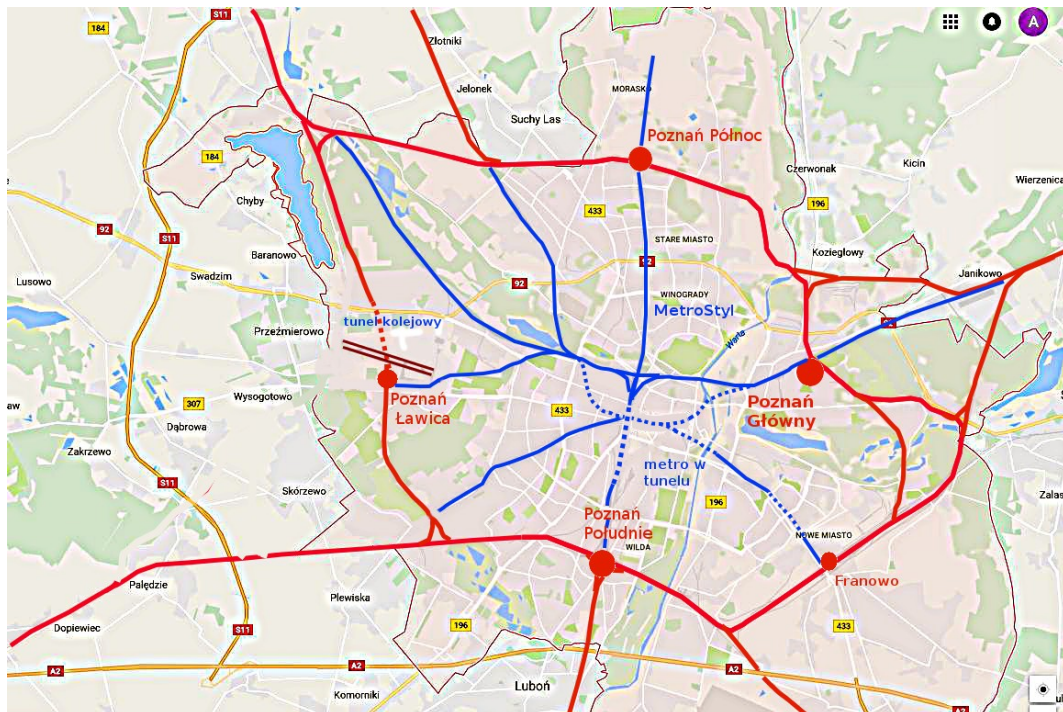 S11
184
Złotniki
A
Jelonek
MORASKO
Suchy Las
Poznań Północ
184
Czerwonak
Kicin
Wierzenica
Chyby
196
433
92
S11
STARE MIASTO
Baranowo
Koziegłowy
92
Swadzim
Janikowo
Lusowo
92
WINOGRADY
tunel kolejowy
MetroStyl
Przeźmierowo
Warta
Poznań
Ławica
Wysogotowo
307
433
Poznań
Główny
Dąbrowa
Zakrzewo
metro w
tunelu
S11
Skórzewo
196
Zalas
Poznań
Południe
WILDA
NOWE MIASTO
Franowo
Palędzie
Plewiska
Dopiewiec
S11
196
433
A2
A2
A2
Luboń
Komorniki
A2